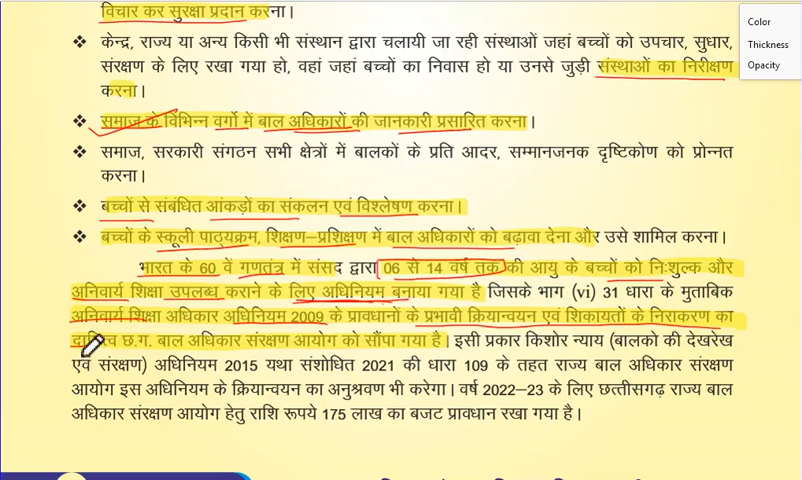 विचार कर सुरक्षा प्रदान करना।
❖ केन्द्र, राज्य या अन्य किसी भी संस्थान द्वारा चलायी जा रही संस्थाओं जहां बच्चों को उपचार, सुधार,
संरक्षण के लिए रखा गया हो, वहां जहां बच्चों का निवास हो या उनसे जुड़ी संस्थाओं का निरीक्षण
करना।
❖ समाज के विभिन्न वर्गो में बाल अधिकारों की जानकारी प्रसारित करना।
❖ समाज, सरकारी संगठन सभी क्षेत्रों में बालकों के प्रति आदर, सम्मानजनक दृष्टिकोण को प्रोन्नत
करना।
❖ बच्चों से संबंधित आंकड़ों का संकलन एवं विश्लेषण करना।
❖ बच्चों के स्कूली पाठ्यक्रम, शिक्षण–प्रशिक्षण में बाल अधिकारों को बढ़ावा देना और उसे शामिल करना।
भारत के 60 वें गणतंत्र में संसद द्वारा 06 से 14 वर्ष तक की आयु के बच्चों को निःशुल्क और
अनिवार्य शिक्षा उपलब्ध कराने के लिए अधिनियम बनाया गया है जिसके भाग (vi) 31 धारा के मुताबिक
अनिवार्य शिक्षा अधिकार अधिनियम 2009 के प्रावधानों के प्रभावी क्रियान्वयन एवं शिकायतों के निराकरण का
दायित्व छ.ग. बाल अधिकार संरक्षण आयोग को सौंपा गया है। इसी प्रकार किशोर न्याय (बालको की देखरेख
एवं संरक्षण) अधिनियम 2015 यथा संशोधित 2021 की धारा 109 के तहत राज्य बाल अधिकार संरक्षण
आयोग इस अधिनियम के क्रियान्वयन का अनुश्रवण भी करेगा। वर्ष 2022–23 के लिए छत्तीसगढ़ राज्य बाल
अधिकार संरक्षण आयोग हेतु राशि रूपये 175 लाख का बजट प्रावधान रखा गया है।
Color
Thickness
Opacity